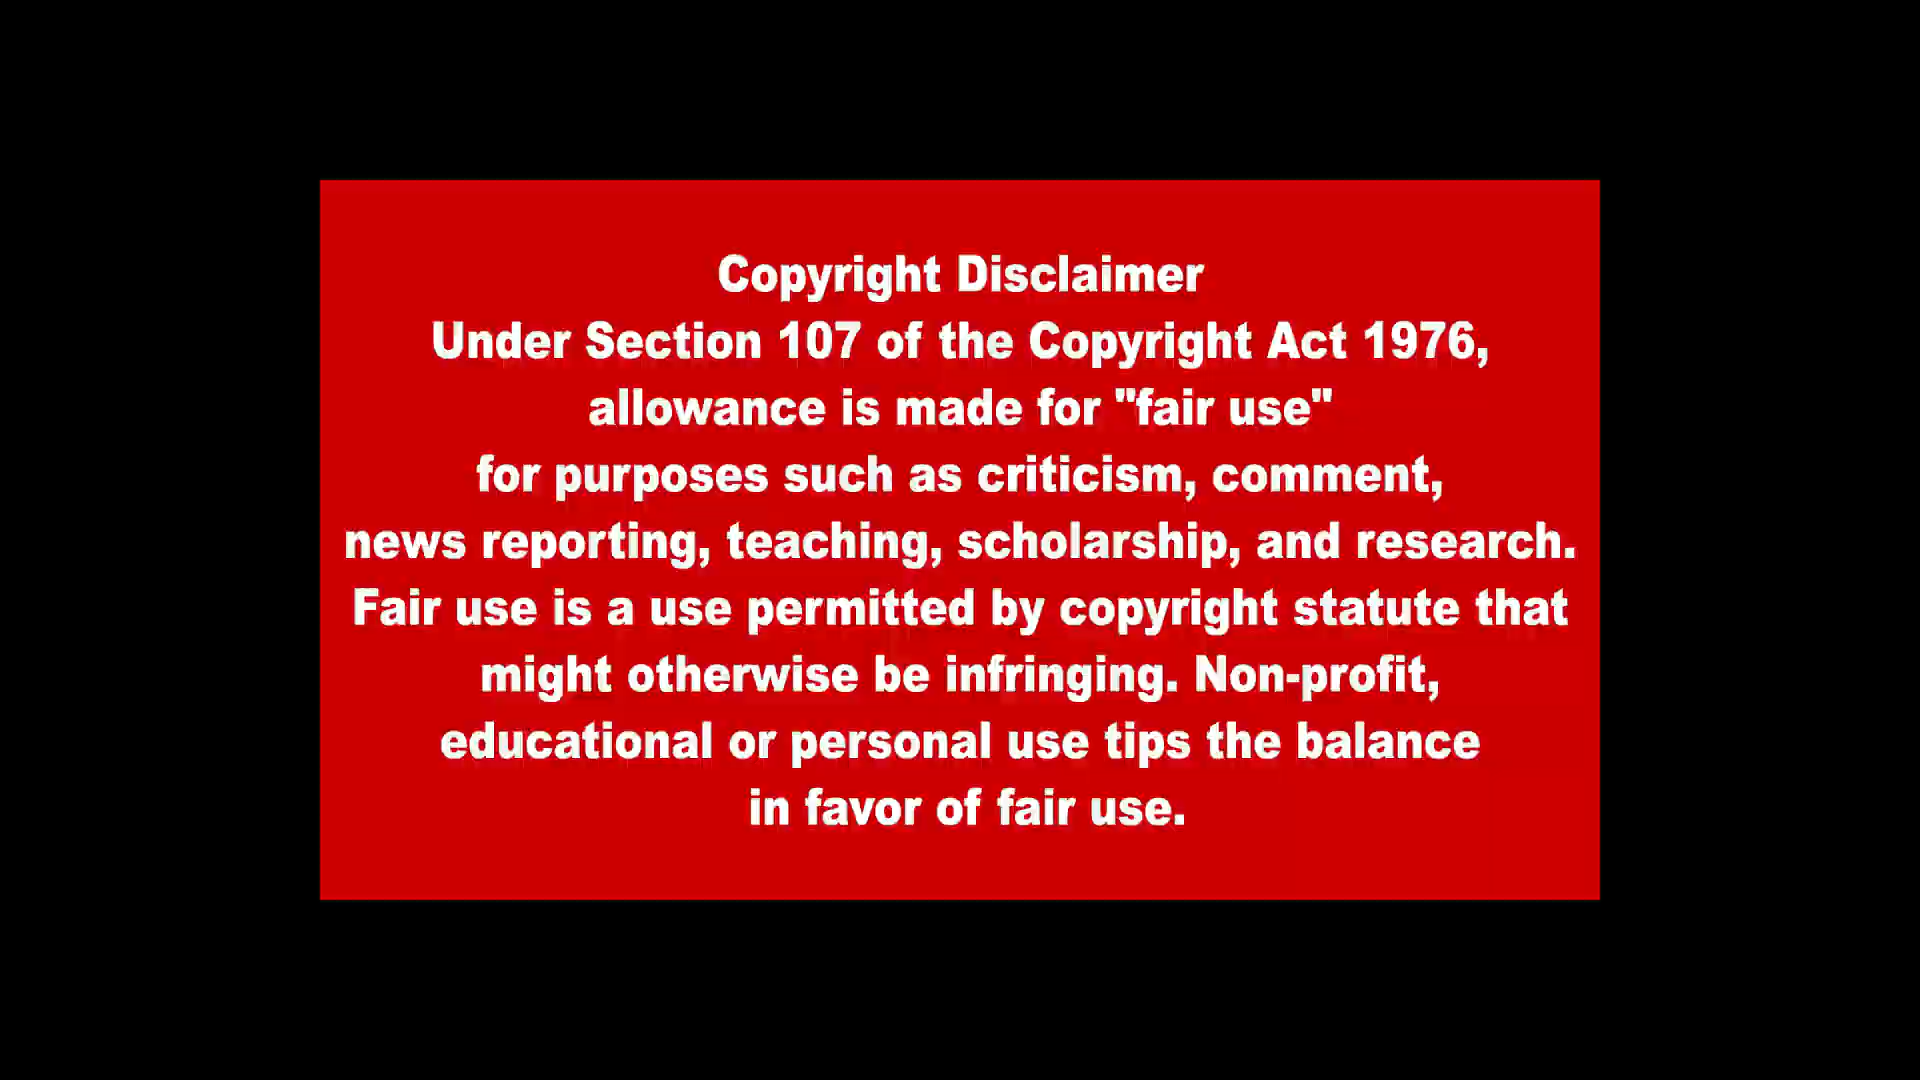 Copyright Disclaimer
Under Section 107 of the Copyright Act 1976,
allowance is made for "fair use"
for purposes such as criticism, comment,
news reporting, teaching, scholarship, and research.
Fair use is a use permitted by copyright statute that
might otherwise be infringing. Non-profit,
educational or personal use tips the balance
in favor of fair use.